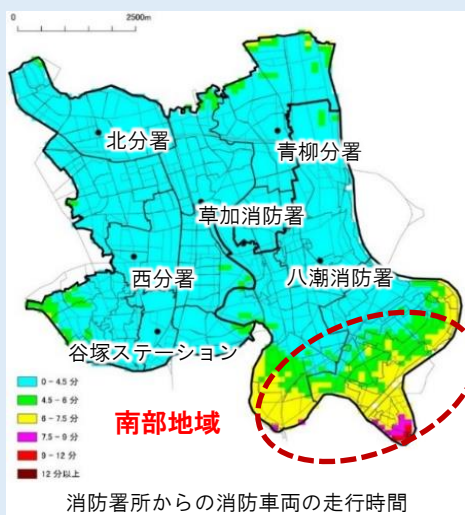 0 2500m
北分署
青柳分署
草加消防署
西分署
八潮消防署
谷塚ステーション
0 - 4.5 分
4.5 - 6 分
6 - 7.5 分
7.5 - 9 分
9 - 12 分
12 分以上
南部地域
消防署所からの消防車両の走行時間